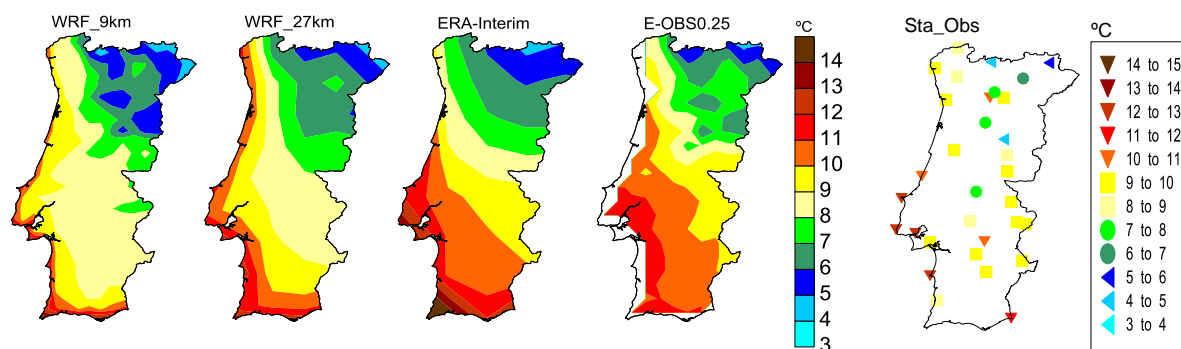 WRF_9km
WRF_27km
ERA-Interim
E-OBS0.25
ºC
14
13
12
11
10
9
8
7
6
5
4
3
Sta_Obs
ºC
14 to 15
13 to 14
12 to 13
11 to 12
10 to 11
9 to 10
8 to 9
7 to 8
6 to 7
5 to 6
4 to 5
3 to 4